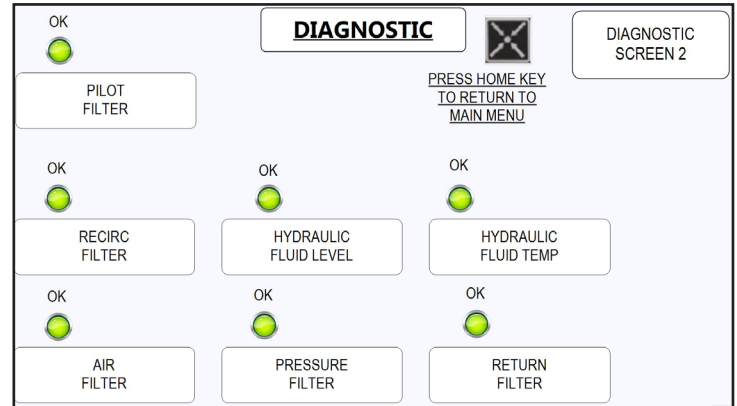 OK
DIAGNOSTIC
DIAGNOSTIC
SCREEN 2
PILOT
FILTER
PRESS HOME KEY
TO RETURN TO
MAIN MENU
OK
OK
OK
RECIRC
FILTER
HYDRAULIC
FLUID LEVEL
HYDRAULIC
FLUID TEMP
OK
OK
OK
AIR
FILTER
PRESSURE
FILTER
RETURN
FILTER